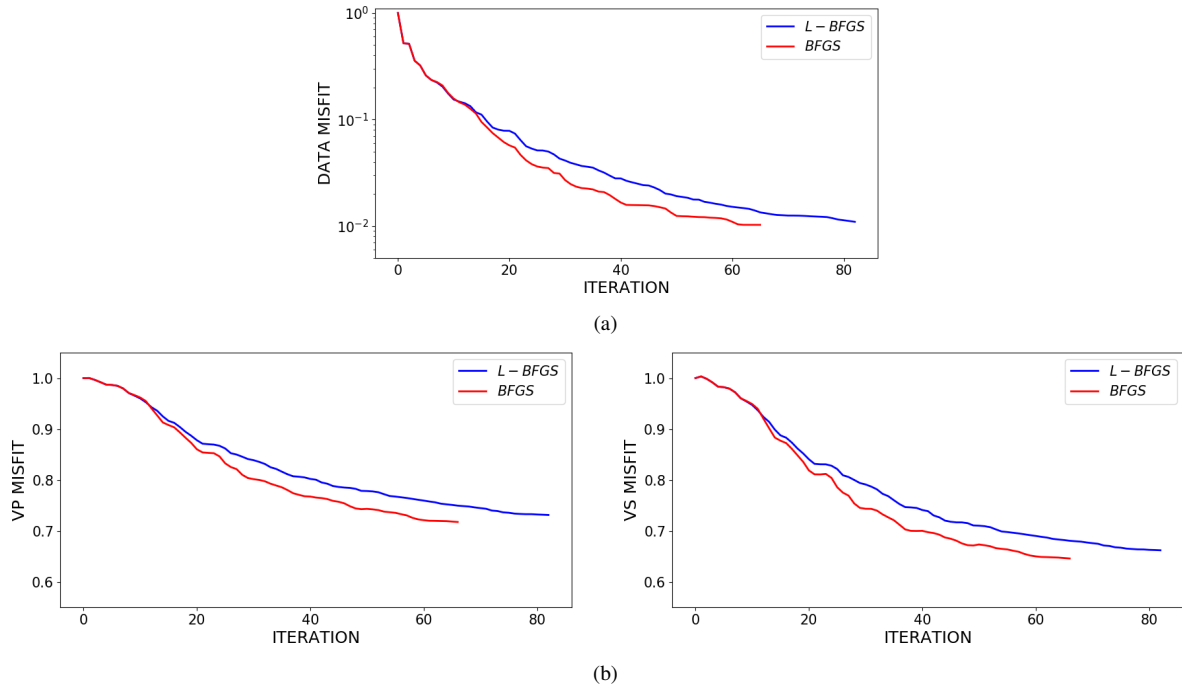 10⁰
10⁻¹
10⁻²
DATA MISFIT
L – BFGS
BFGS
0 20 40 60 80
ITERATION
(a)
1.0
0.9
0.8
0.7
0.6
VP MISFIT
L – BFGS
BFGS
0 20 40 60 80
ITERATION
1.0
0.9
0.8
0.7
0.6
VS MISFIT
L – BFGS
BFGS
0 20 40 60 80
ITERATION
(b)